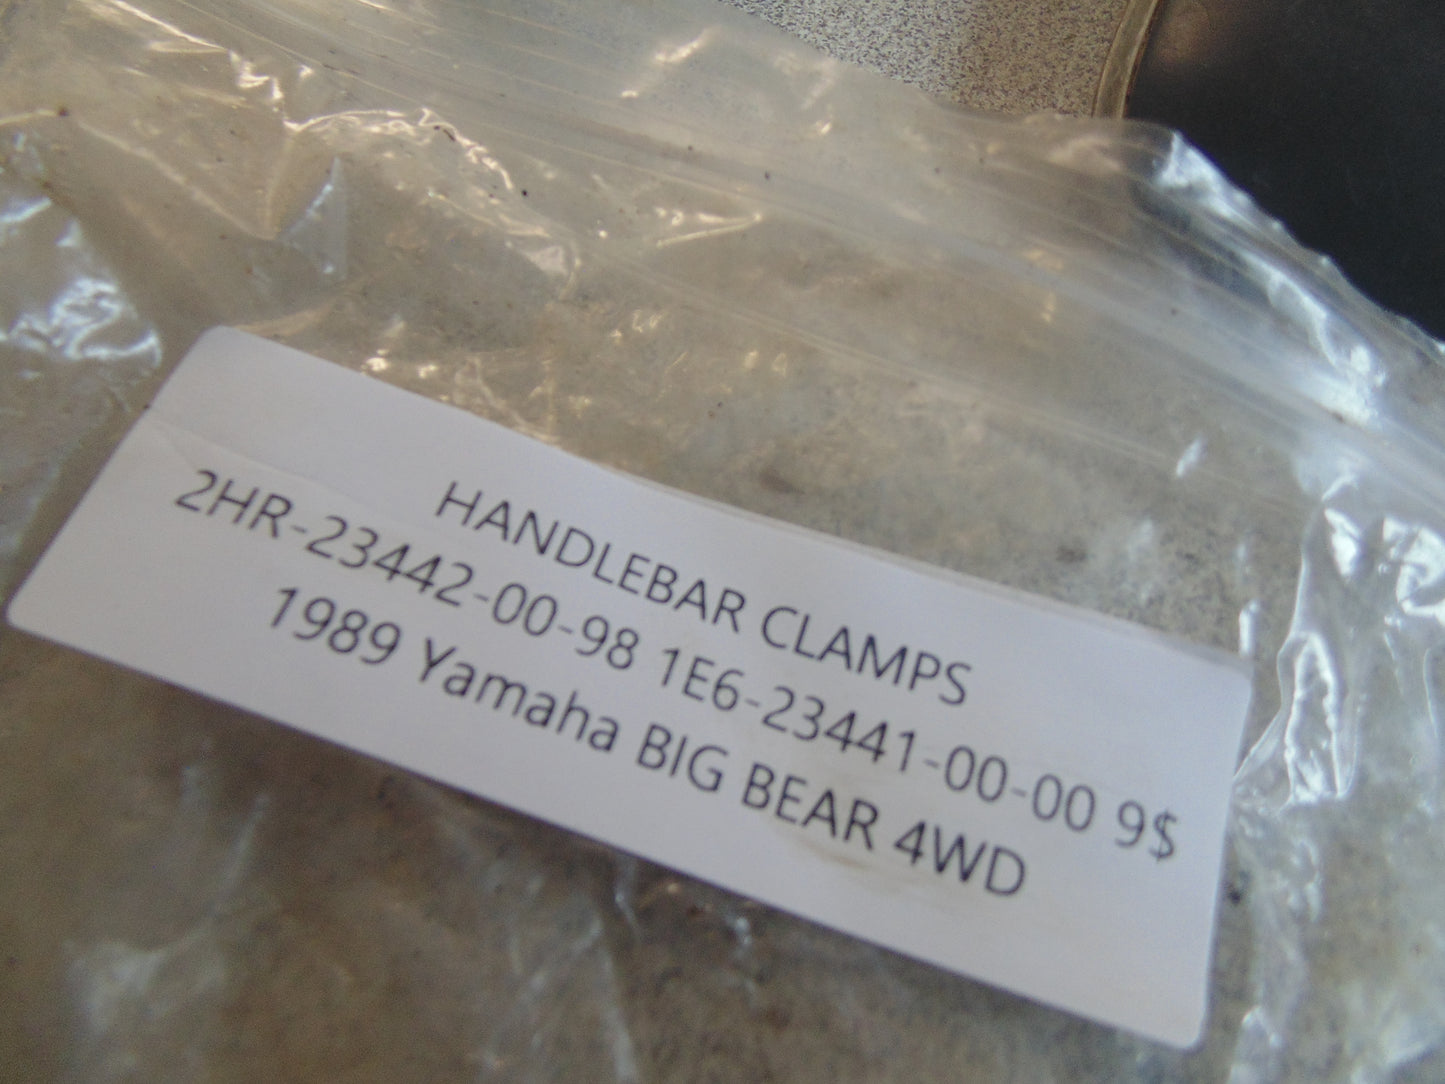 HANDLEBAR CLAMPS
2HR-23442-00-98 1E6-23441-00-00 9$
1989 Yamaha BIG BEAR 4WD